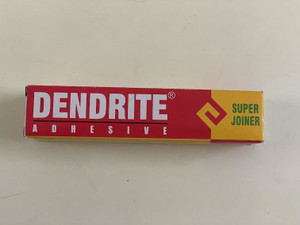 DENDRITE®
ADHESIVE
SUPER
JOINER